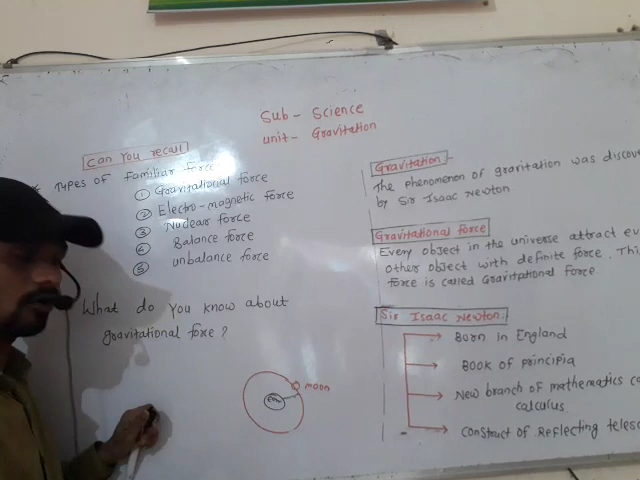 Sub - Science
unit - Gravitation
Can You recall
* Types of familiar force
① Gravitational force
② Electro-magnetic force
③ Nuclear force
④ Balance force
⑤ unbalance force
What do you know about
gravitational forxe ?
moon
Gravitation :-
The phenomenon of gravitation was discove
by Sir Isaac Newton
Gravitational force
Every object in the universe attract ev
other object with definite force. Thi
force is called Gravitational force.
Sir Isaac Newton :
Born in England
BOOK of principia
New branch of mathematics ca
calculus
Construct of Reflecting teles